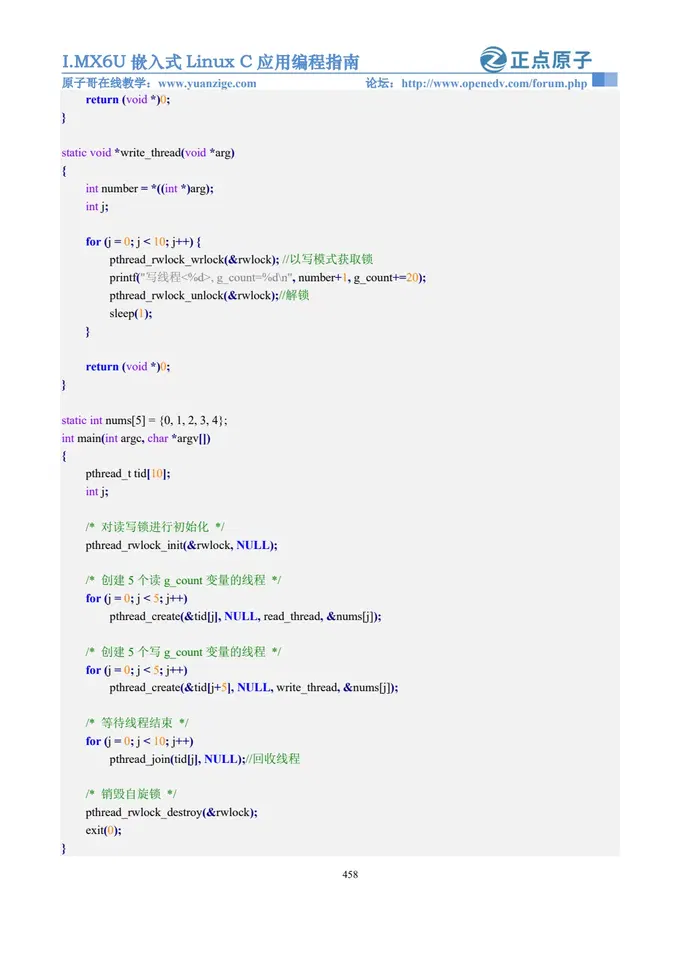 I.MX6U 嵌入式 Linux C 应用编程指南
正点原子
原子哥在线教学：www.yuanzige.com 论坛：http://www.openedv.com/forum.php
return (void *)0;
}
static void *write_thread(void *arg)
{
int number = *((int *)arg);
int j;
for (j = 0; j < 10; j++) {
pthread_rwlock_wrlock(&rwlock); //以写模式获取锁
printf("写线程<%d>, g_count=%d\n", number+1, g_count+=20);
pthread_rwlock_unlock(&rwlock);//解锁
sleep(1);
}
return (void *)0;
}
static int nums[5] = {0, 1, 2, 3, 4};
int main(int argc, char *argv[])
{
pthread_t tid[10];
int j;
/* 对读写锁进行初始化 */
pthread_rwlock_init(&rwlock, NULL);
/* 创建 5 个读 g_count 变量的线程 */
for (j = 0; j < 5; j++)
pthread_create(&tid[j], NULL, read_thread, &nums[j]);
/* 创建 5 个写 g_count 变量的线程 */
for (j = 0; j < 5; j++)
pthread_create(&tid[j+5], NULL, write_thread, &nums[j]);
/* 等待线程结束 */
for (j = 0; j < 10; j++)
pthread_join(tid[j], NULL);//回收线程
/* 销毁自旋锁 */
pthread_rwlock_destroy(&rwlock);
exit(0);
}
458